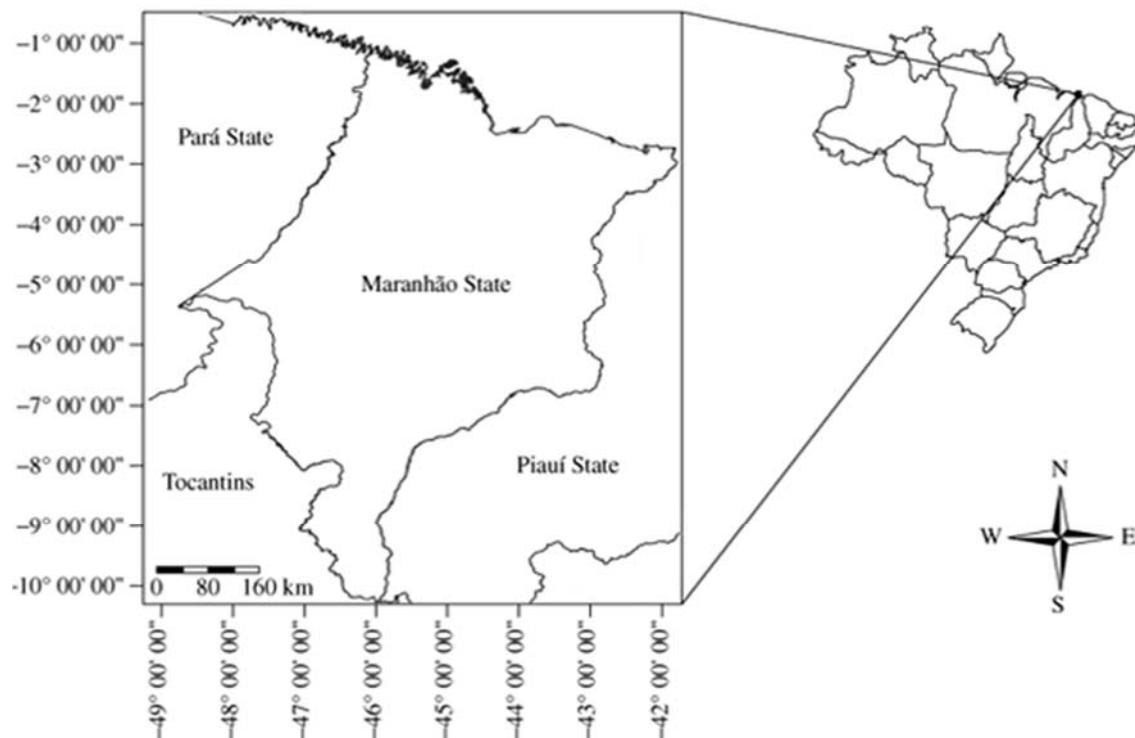 –1° 00' 00"
–2° 00' 00"
–3° 00' 00"
–4° 00' 00"
–5° 00' 00"
–6° 00' 00"
–7° 00' 00"
–8° 00' 00"
–9° 00' 00"
-10° 00' 00"
Pará State
Maranhão State
Piauí State
Tocantins
0 80 160 km
–49° 00' 00"
–48° 00' 00"
–47° 00' 00"
–46° 00' 00"
–45° 00' 00"
–44° 00' 00"
–43° 00' 00"
–42° 00' 00"
N
W E
S